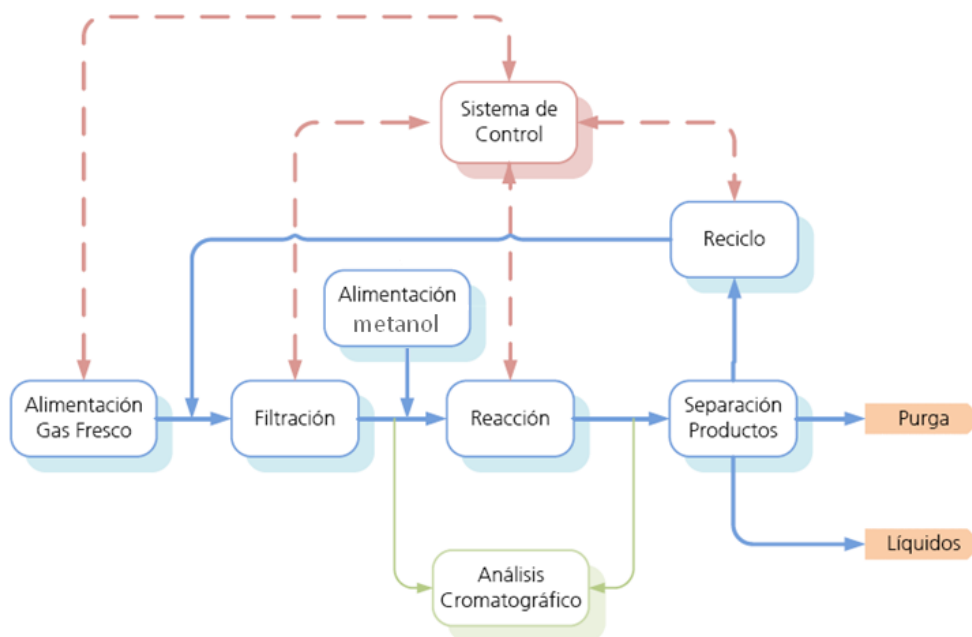 Sistema de
Control
Reciclo
Alimentación
metanol
Alimentación
Gas Fresco
Filtración
Reacción
Separación
Productos
Purga
Líquidos
Análisis
Cromatográfico